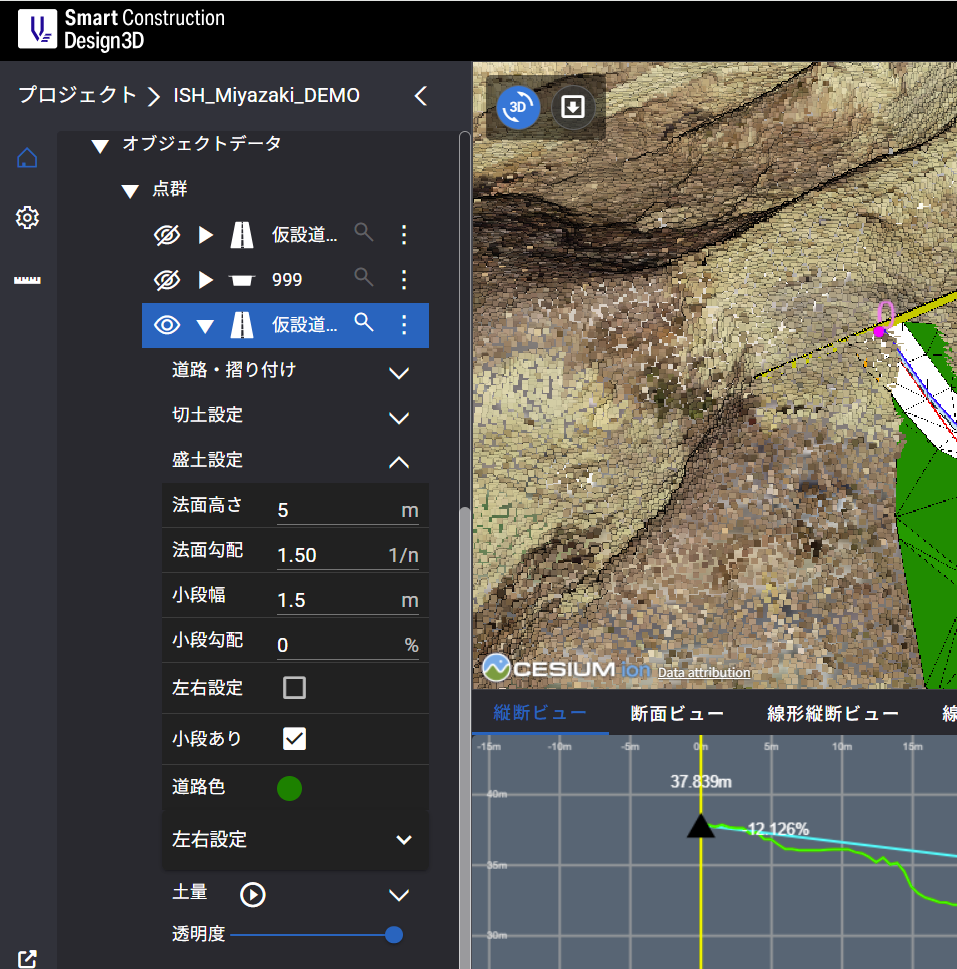 Smart Construction
Design3D
プロジェクト > ISH_Miyazaki_DEMO
オブジェクトデータ
点群
仮設道...
999
仮設道...
道路・摺り付け
切土設定
盛土設定
法面高さ 5 m
法面勾配 1.50 1/n
小段幅 1.5 m
小段勾配 0 %
左右設定
小段あり
道路色
左右設定
土量
透明度
3D
CESIUM ion Data attribution
縦断ビュー 断面ビュー 線形縦断ビュー 線
-15m -10m -5m 0m 5m 10m 15m
37.839m
40m
12.126%
35m
30m